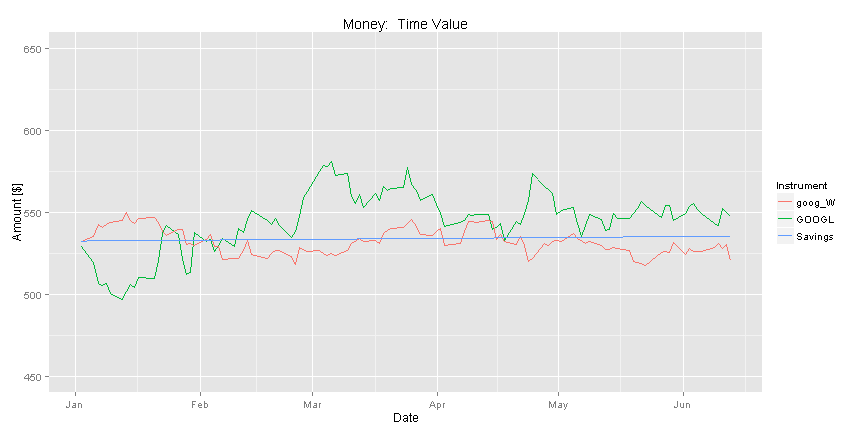 Money:  Time Value
650
600
550
500
450
Amount [$]
Jan Feb Mar Apr May Jun
Date
Instrument
goog_W
GOOGL
Savings